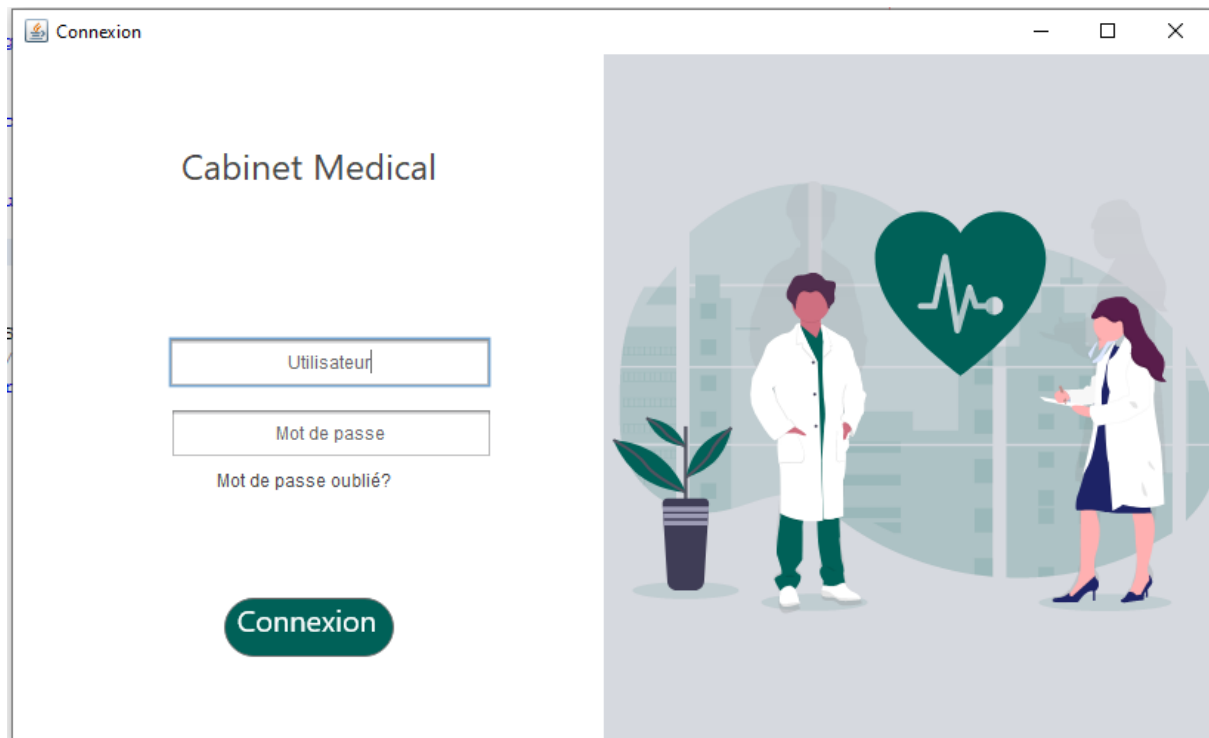 Connexion
Cabinet Medical
Utilisateur
Mot de passe
Mot de passe oublié?
Connexion